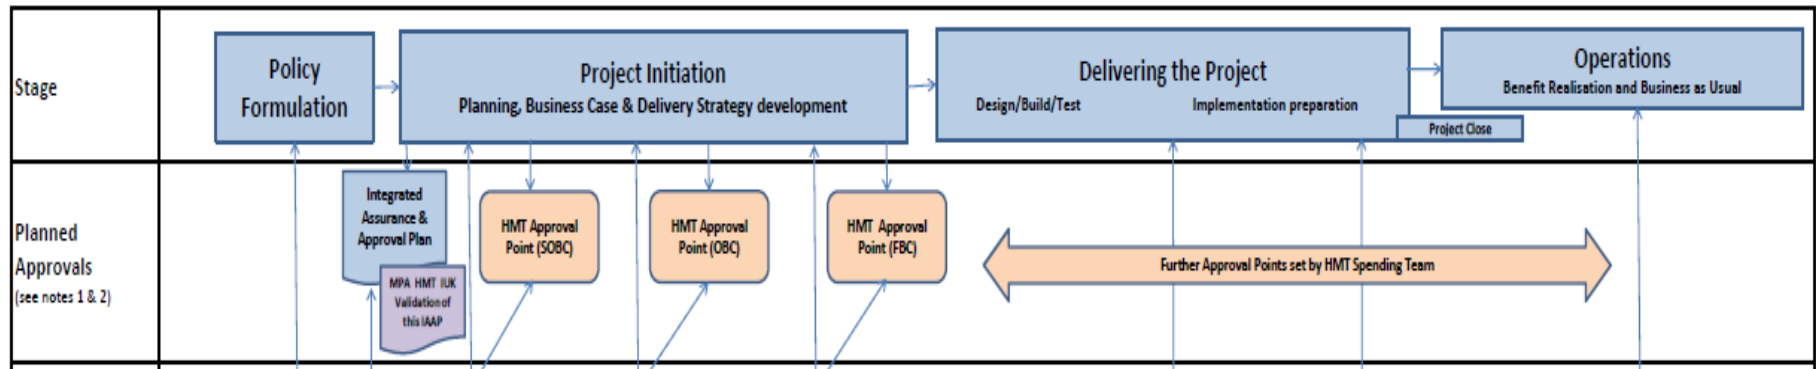 Stage
Policy
Formulation
Project Initiation
Planning, Business Case & Delivery Strategy development
Delivering the Project
Design/Build/Test
Implementation preparation
Project Close
Operations
Benefit Realisation and Business as Usual
Planned
Approvals
(see notes 1 & 2)
Integrated
Assurance &
Approval Plan
MPA HMT IUK
Validation of
this IAAP
HMT Approval
Point (SOBC)
HMT Approval
Point (OBC)
HMT Approval
Point (FBC)
Further Approval Points set by HMT Spending Team